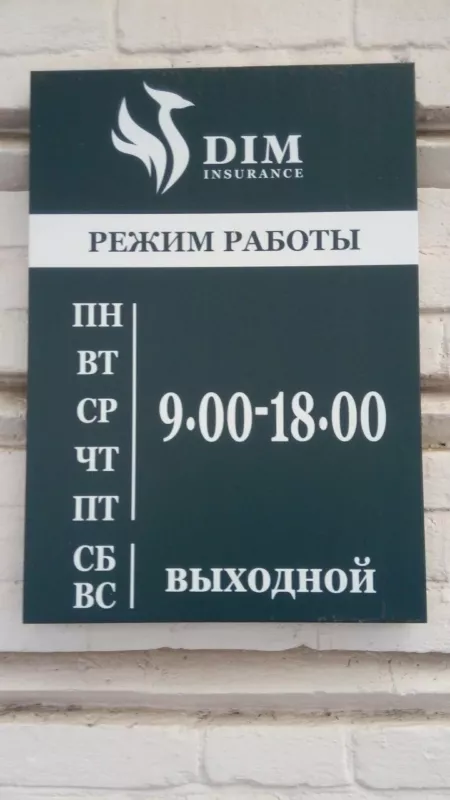 DIM
INSURANCE
РЕЖИМ РАБОТЫ
ПН
ВТ
СР
ЧТ
ПТ
9·00-18·00
СБ
ВС
ВЫХОДНОЙ